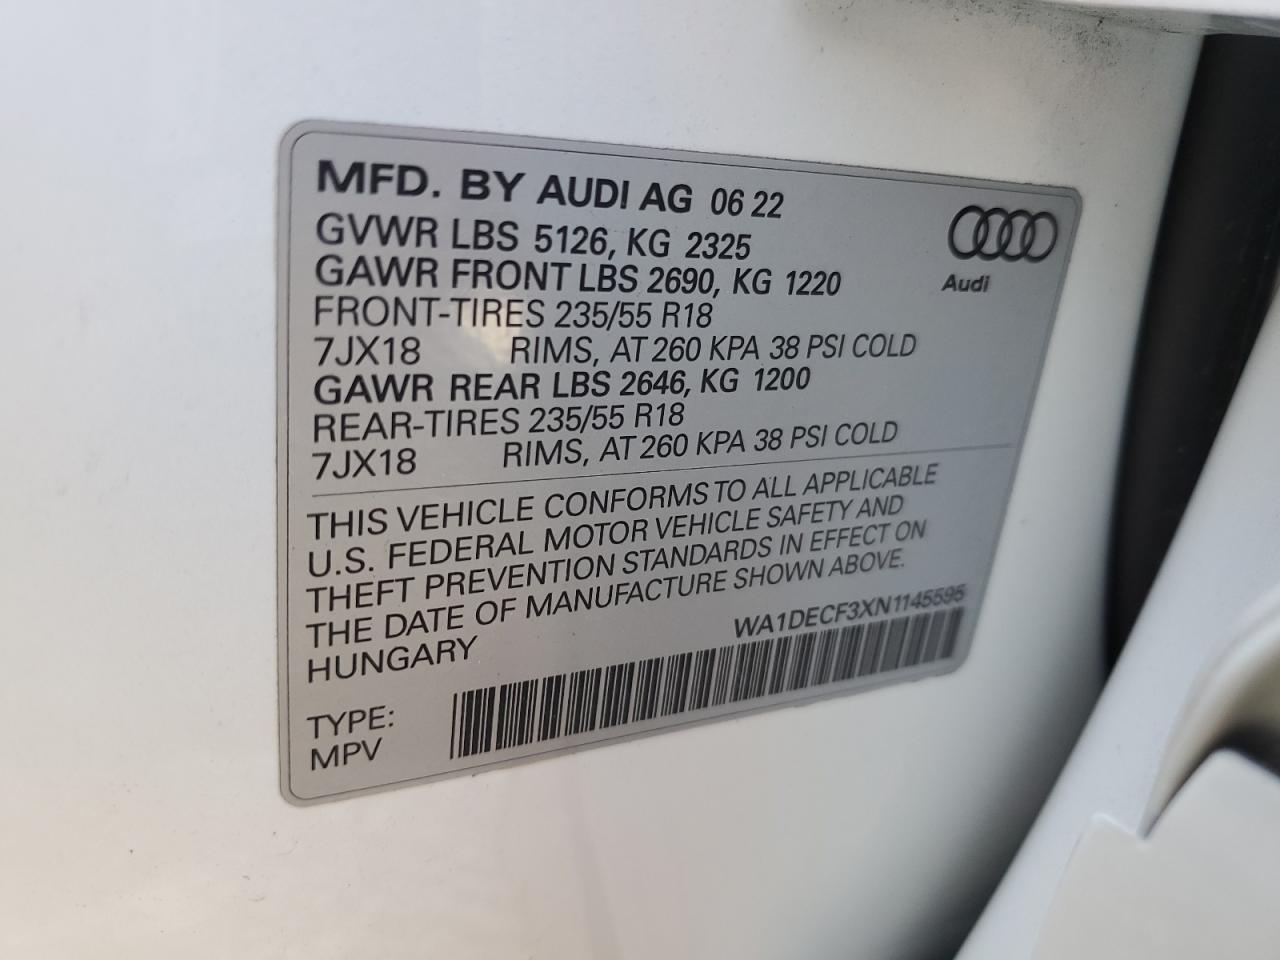 MFD. BY AUDI AG 06 22
GVWR LBS 5126, KG 2325
GAWR FRONT LBS 2690, KG 1220
Audi
FRONT-TIRES 235/55 R18
7JX18 RIMS, AT 260 KPA 38 PSI COLD
GAWR REAR LBS 2646, KG 1200
REAR-TIRES 235/55 R18
7JX18 RIMS, AT 260 KPA 38 PSI COLD
THIS VEHICLE CONFORMS TO ALL APPLICABLE
U.S. FEDERAL MOTOR VEHICLE SAFETY AND
THEFT PREVENTION STANDARDS IN EFFECT ON
THE DATE OF MANUFACTURE SHOWN ABOVE.
HUNGARY
WA1DECF3XN1145595
TYPE:
MPV